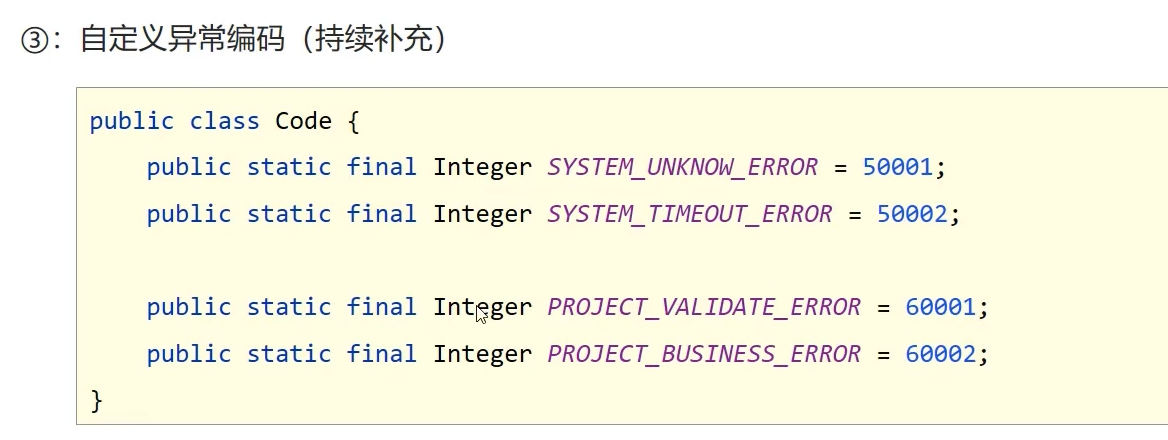 ③：自定义异常编码（持续补充）
public class Code {
    public static final Integer SYSTEM_UNKNOW_ERROR = 50001;
    public static final Integer SYSTEM_TIMEOUT_ERROR = 50002;
    public static final Integer PROJECT_VALIDATE_ERROR = 60001;
    public static final Integer PROJECT_BUSINESS_ERROR = 60002;
}